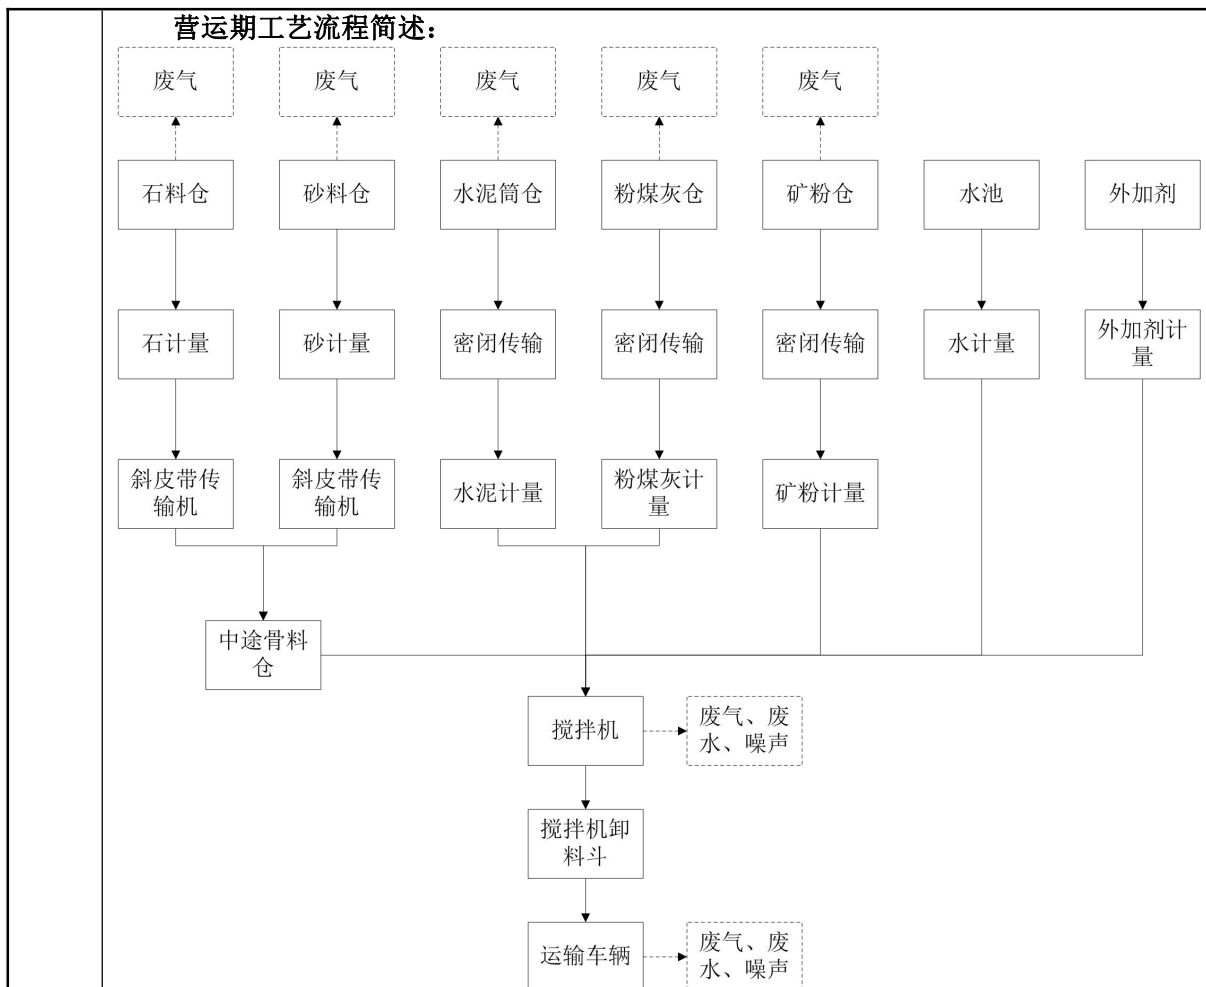 营运期工艺流程简述：
废气
废气
废气
废气
废气
石料仓
砂料仓
水泥筒仓
粉煤灰仓
矿粉仓
水池
外加剂
石计量
砂计量
密闭传输
密闭传输
密闭传输
水计量
外加剂计
量
斜皮带传
输机
斜皮带传
输机
水泥计量
粉煤灰计
量
矿粉计量
中途骨料
仓
搅拌机
废气、废
水、噪声
搅拌机卸
料斗
运输车辆
废气、废
水、噪声